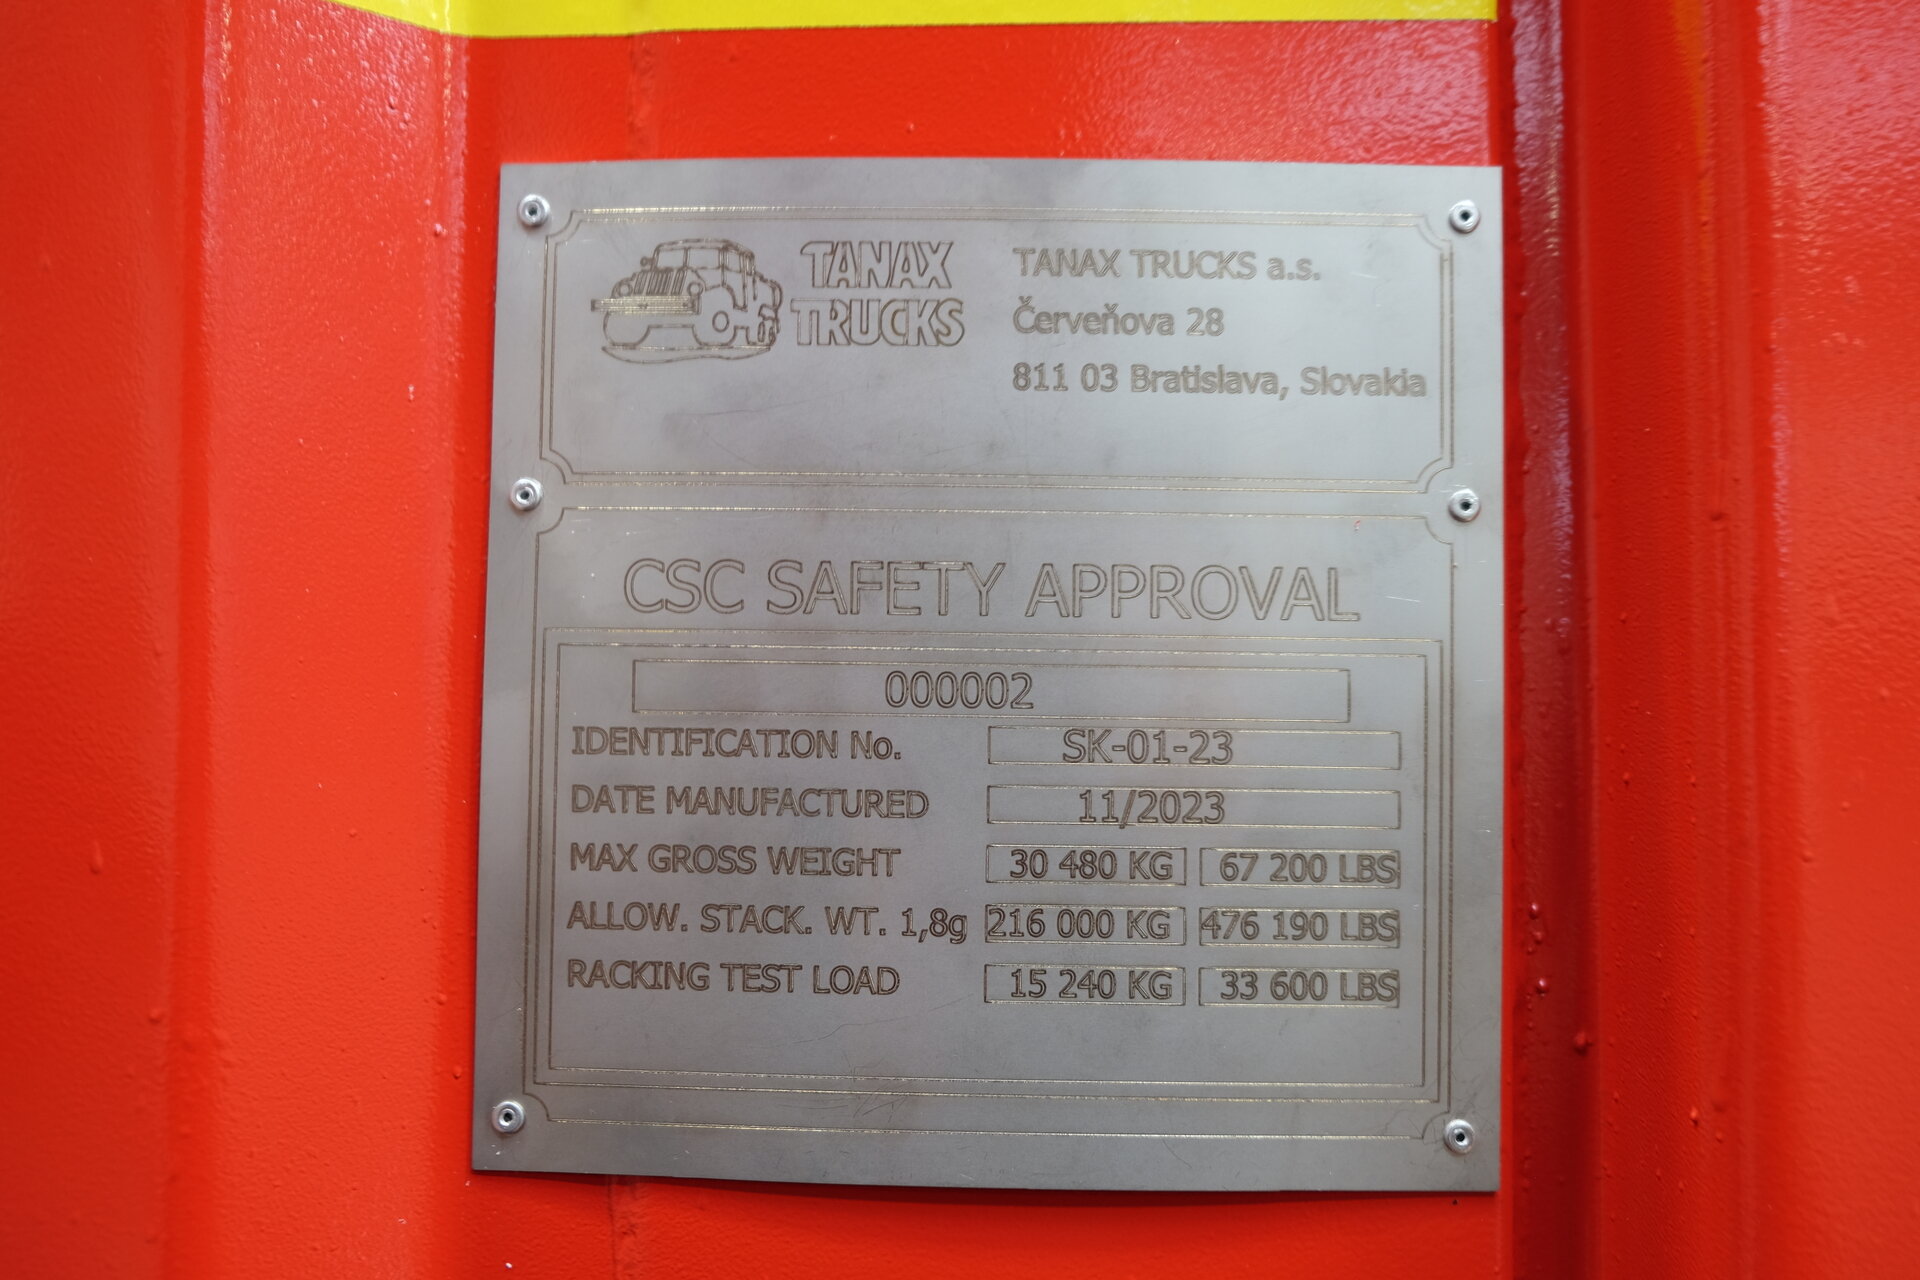 TANAX
TRUCKS
TANAX TRUCKS a.s.
Červeňova 28
811 03 Bratislava, Slovakia
CSC SAFETY APPROVAL
000002
IDENTIFICATION No. SK-01-23
DATE MANUFACTURED 11/2023
MAX GROSS WEIGHT 30 480 KG 67 200 LBS
ALLOW. STACK. WT. 1,8g 216 000 KG 476 190 LBS
RACKING TEST LOAD 15 240 KG 33 600 LBS